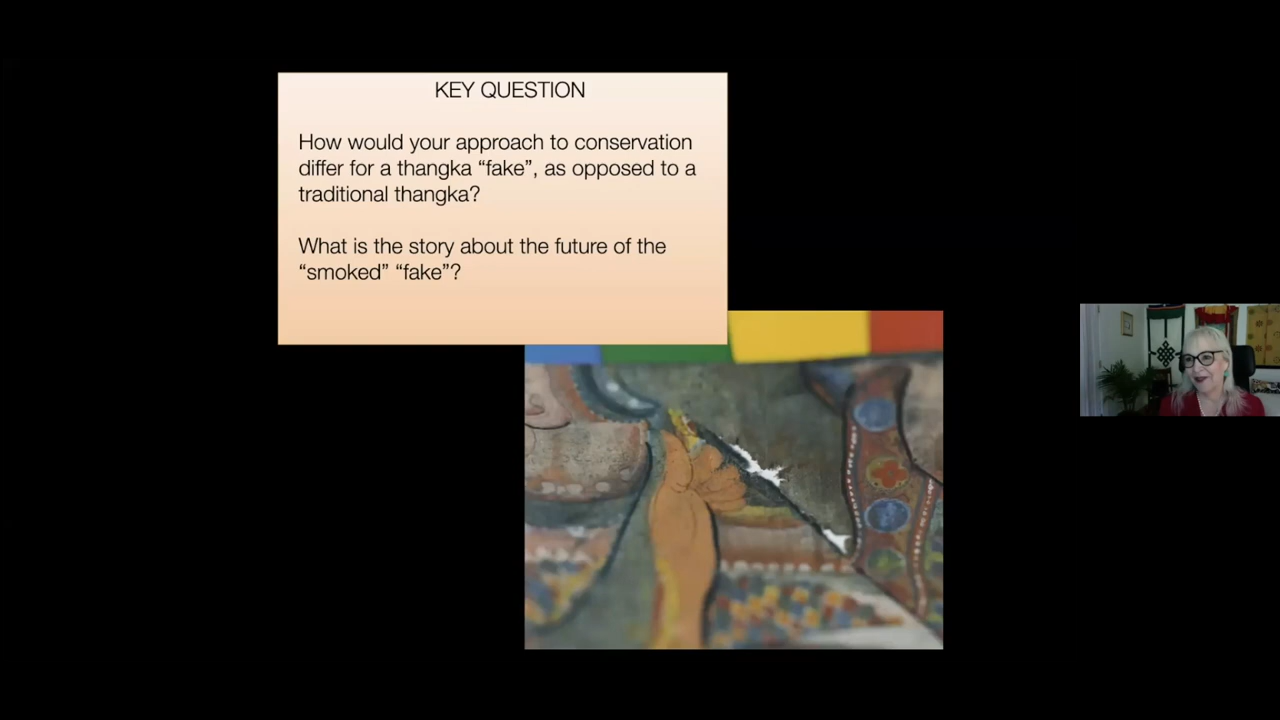 KEY QUESTION
How would your approach to conservation
differ for a thangka “fake”, as opposed to a
traditional thangka?
What is the story about the future of the
“smoked” “fake”?